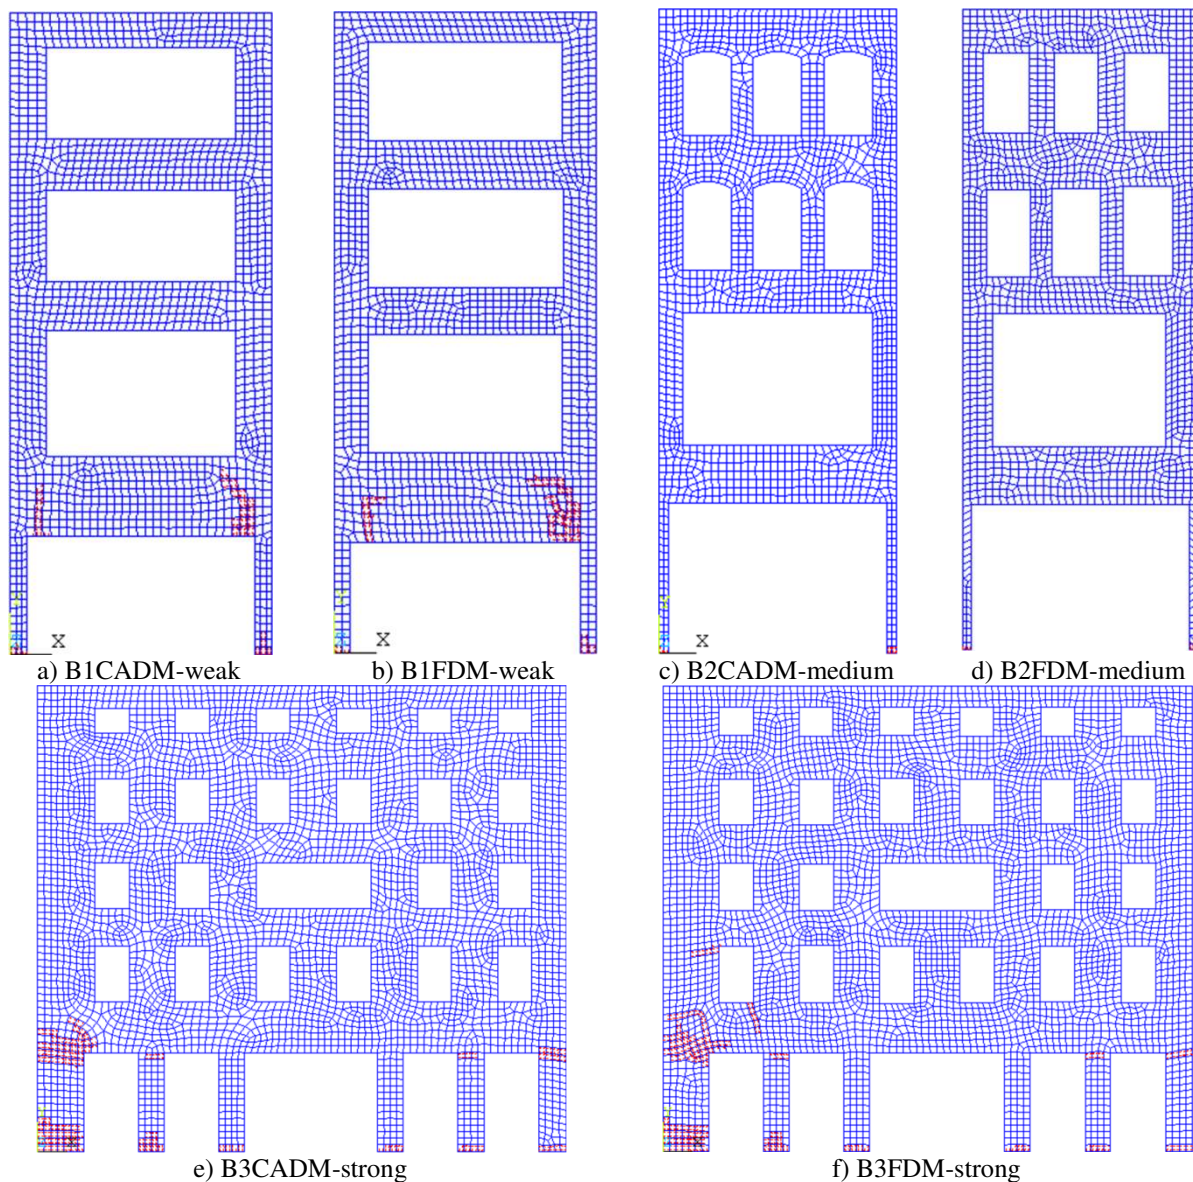 X
X
X
a) B1CADM-weak
b) B1FDM-weak
c) B2CADM-medium
d) B2FDM-medium
e) B3CADM-strong
f) B3FDM-strong